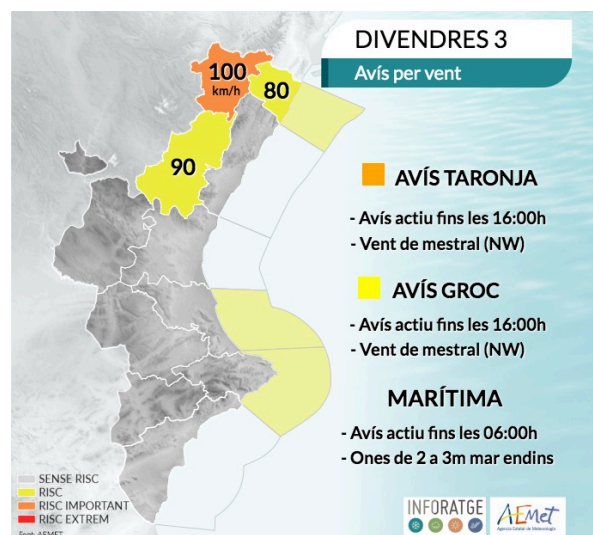 DIVENDRES 3
Avís per vent
100
km/h
80
90
AVÍS TARONJA
- Avís actiu fins les 16:00h
- Vent de mestral (NW)
AVÍS GROC
- Avís actiu fins les 16:00h
- Vent de mestral (NW)
MARÍTIMA
- Avís actiu fins les 06:00h
- Ones de 2 a 3m mar endins
SENSE RISC
RISC
RISC IMPORTANT
RISC EXTREM
Font: AEMET
INFORATGE
AEMet
Agencia Estatal de Meteorología